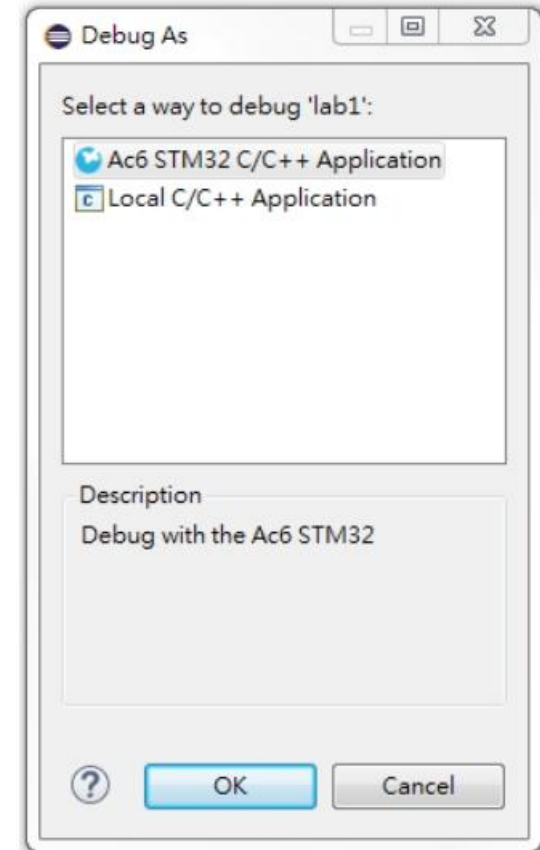 Debug As
Select a way to debug 'lab1':
Ac6 STM32 C/C++ Application
c Local C/C++ Application
Description
Debug with the Ac6 STM32
?
OK
Cancel